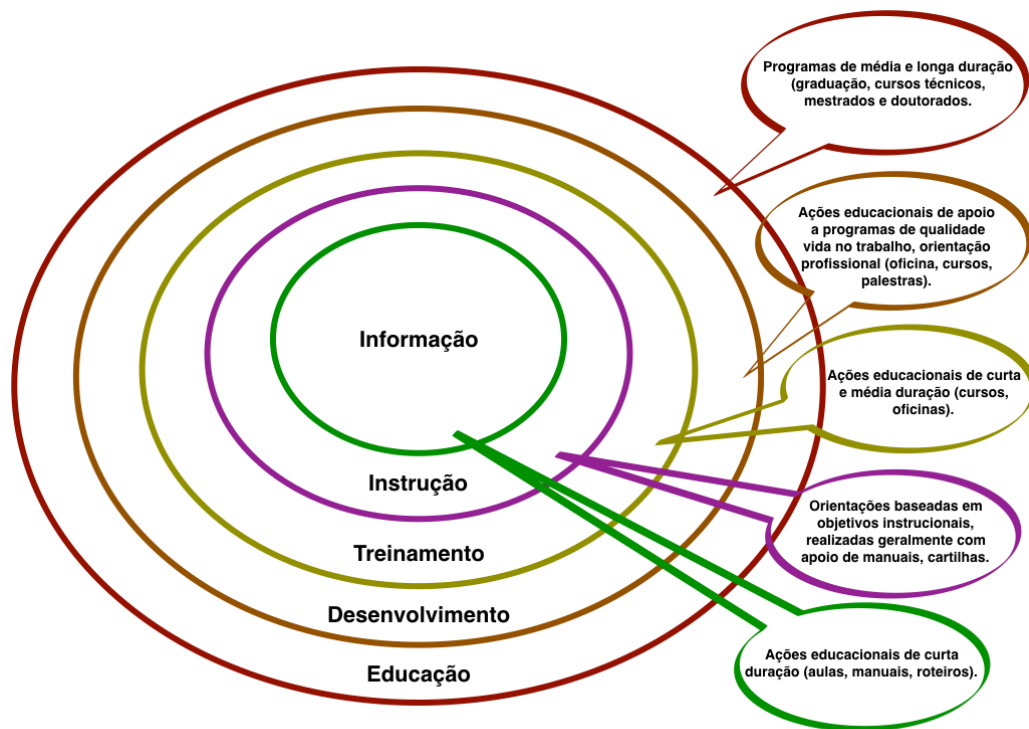 Programas de média e longa duração
(graduação, cursos técnicos,
mestrados e doutorados.
Ações educacionais de apoio
a programas de qualidade
vida no trabalho, orientação
profissional (oficina, cursos,
palestras).
Informação
Ações educacionais de curta
e média duração (cursos,
oficinas).
Instrução
Orientações baseadas em
objetivos instrucionais,
realizadas geralmente com
apoio de manuais, cartilhas.
Treinamento
Desenvolvimento
Educação
Ações educacionais de curta
duração (aulas, manuais, roteiros).